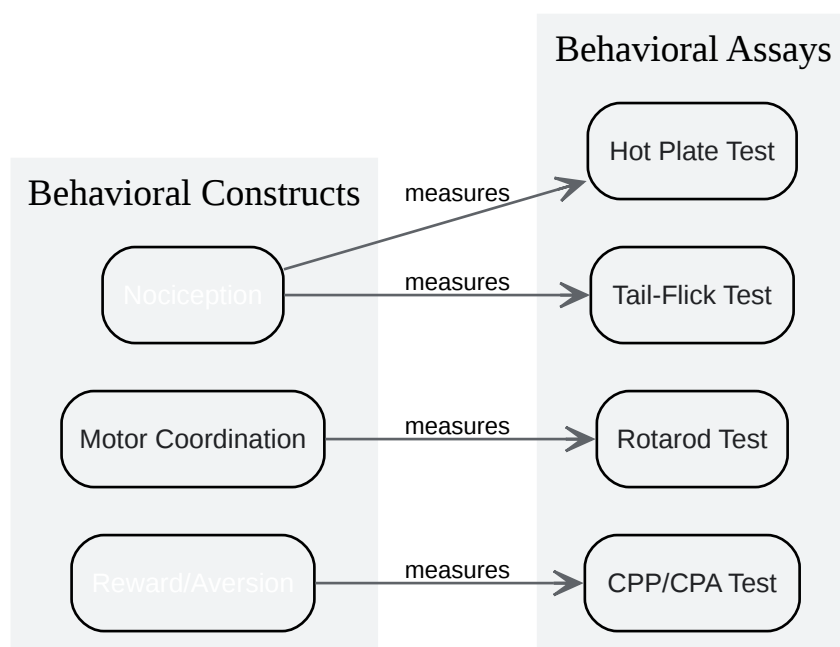 Behavioral Assays
Hot Plate Test
Behavioral Constructs
measures
Nociception
measures
Tail-Flick Test
Motor Coordination
measures
Rotarod Test
Reward/Aversion
measures
CPP/CPA Test